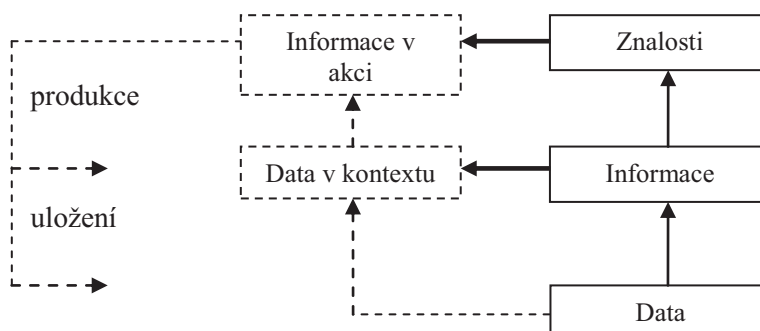 Informace v
akci
Znalosti
produkce
Data v kontextu
Informace
uložení
Data